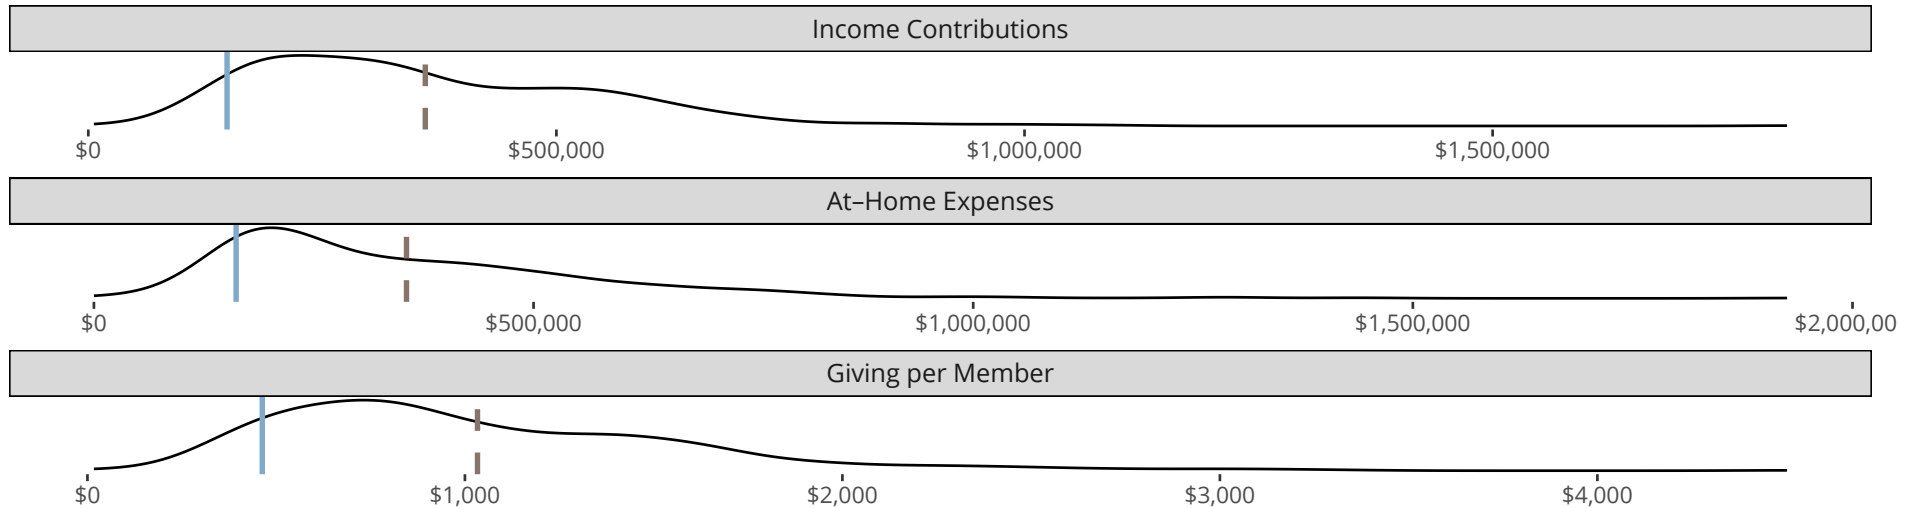 Income Contributions
$0 $500,000 $1,000,000 $1,500,000
At–Home Expenses
$0 $500,000 $1,000,000 $1,500,000 $2,000,00
Giving per Member
$0 $1,000 $2,000 $3,000 $4,000